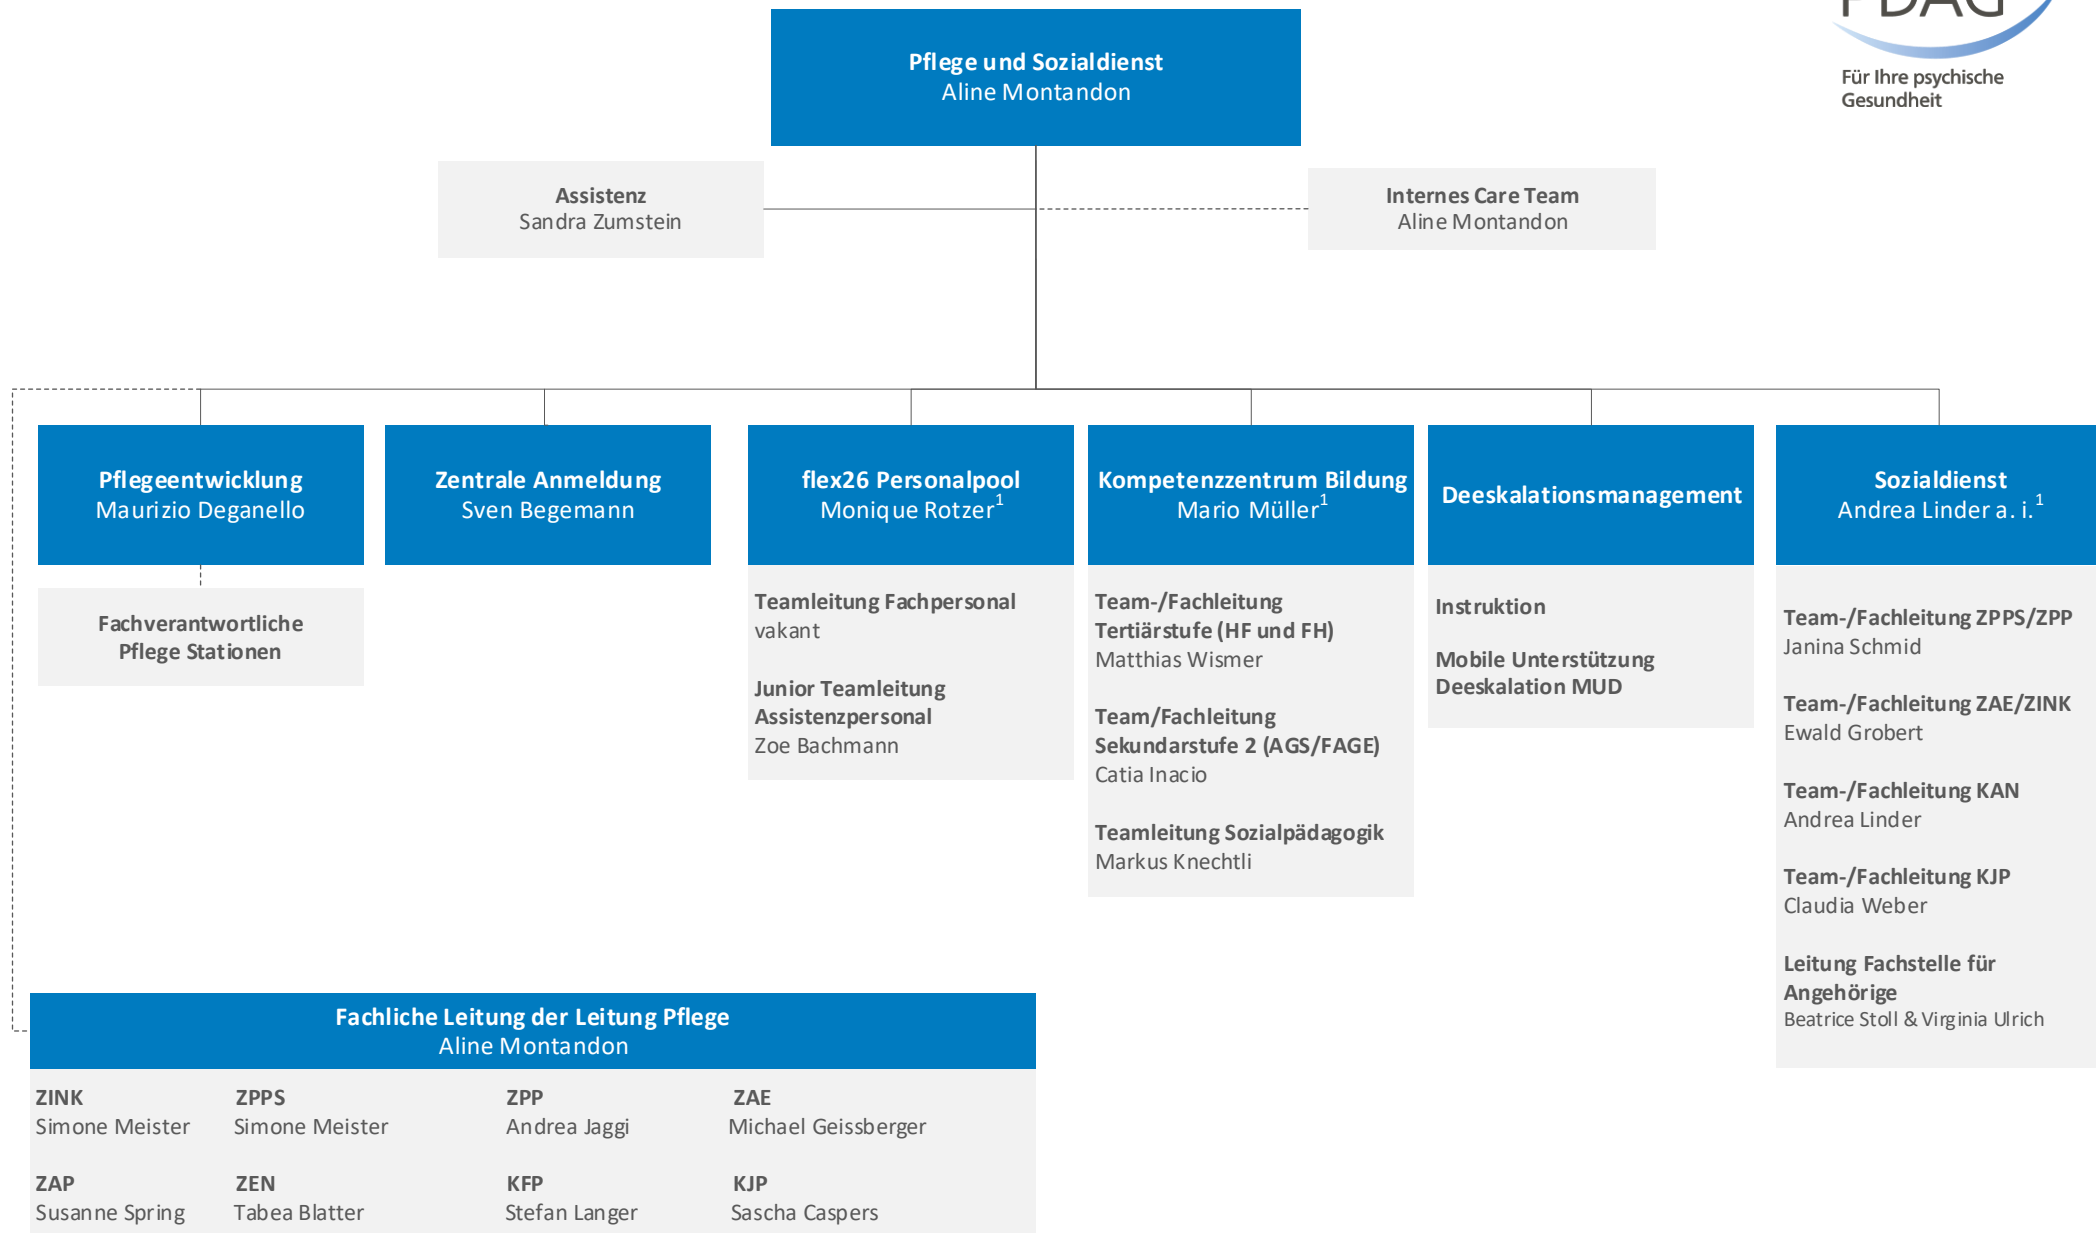 PDAG
Für Ihre psychische
Gesundheit
Pflege und Sozialdienst
Aline Montandon
Assistenz
Sandra Zumstein
Internes Care Team
Aline Montandon
Pflegeentwicklung
Maurizio Deganello
Fachverantwortliche
Pflege Stationen
Zentrale Anmeldung
Sven Begemann
flex26 Personalpool
Monique Rotzer¹
Teamleitung Fachpersonal
vakant
Junior Teamleitung
Assistenzpersonal
Zoe Bachmann
Kompetenzzentrum Bildung
Mario Müller¹
Team-/Fachleitung
Tertiärstufe (HF und FH)
Matthias Wismer
Team/Fachleitung
Sekundarstufe 2 (AGS/FAGE)
Catia Inacio
Teamleitung Sozialpädagogik
Markus Knechtli
Deeskalationsmanagement
Instruktion
Mobile Unterstützung
Deeskalation MUD
Sozialdienst
Andrea Linder a. i.¹
Team-/Fachleitung ZPPS/ZPP
Janina Schmid
Team-/Fachleitung ZAE/ZINK
Ewald Grobert
Team-/Fachleitung KAN
Andrea Linder
Team-/Fachleitung KJP
Claudia Weber
Leitung Fachstelle für
Angehörige
Beatrice Stoll & Virginia Ulrich
Fachliche Leitung der Leitung Pflege
Aline Montandon
ZINK ZPPS ZPP ZAE
Simone Meister Simone Meister Andrea Jaggi Michael Geissberger
ZAP ZEN KFP KJP
Susanne Spring Tabea Blatter Stefan Langer Sascha Caspers